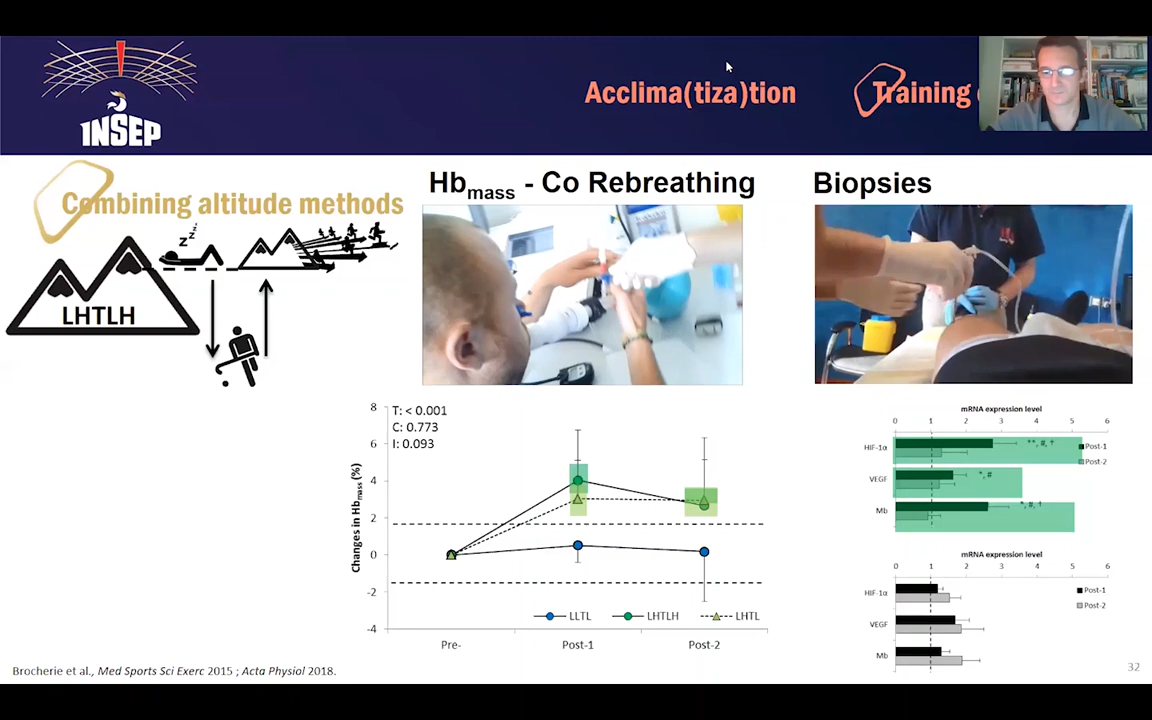 INSEP
Acclima(tiza)tion
Training
Combining altitude methods
z z z
LHTLH
Hbmass - Co Rebreathing
Biopsies
T: < 0.001
C: 0.773
I: 0.093
Changes in Hbmass (%)
8
6
4
2
0
-2
-4
LLTL
LHTLH
LHTL
Pre-
Post-1
Post-2
mRNA expression level
0 1 2 3 4 5 6
HIF-1α
**, #, †
VEGF
*, #
Mb
*, #, †
Post-1
Post-2
mRNA expression level
0 1 2 3 4 5 6
HIF-1α
VEGF
Mb
Post-1
Post-2
Brocherie et al., Med Sports Sci Exerc 2015 ; Acta Physiol 2018.
32